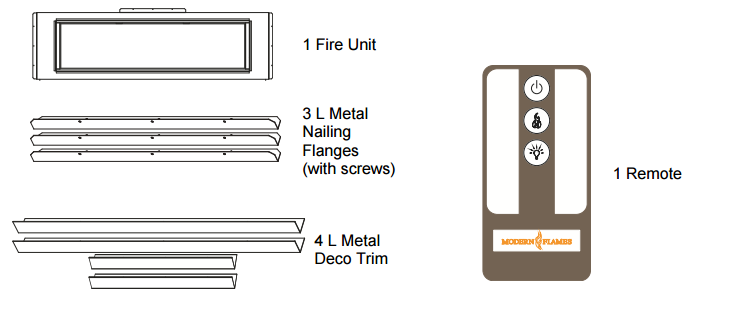 1 Fire Unit
3 L Metal
Nailing
Flanges
(with screws)
4 L Metal
Deco Trim
1 Remote
MODERN FLAMES